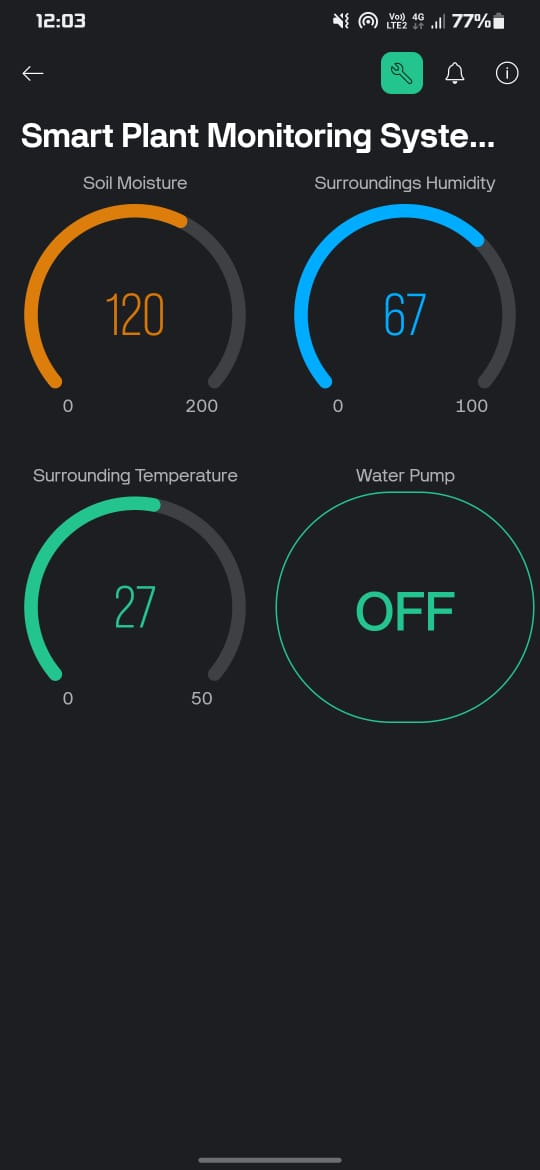 12:03
Vo)) 4G 77%
LTE2
Smart Plant Monitoring Syste...
Soil Moisture Surroundings Humidity
120 67
0 200 0 100
Surrounding Temperature Water Pump
27 OFF
0 50